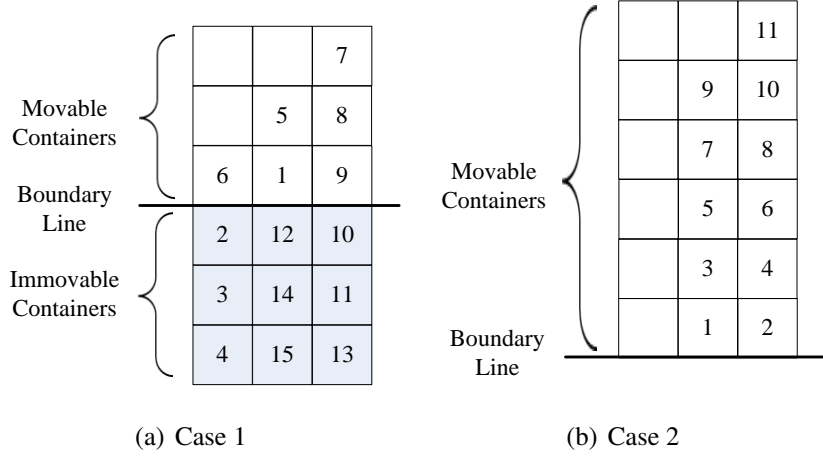 7
Movable
Containers
5 8
6 1 9
Boundary
Line
2 12 10
Immovable
Containers
3 14 11
4 15 13
(a) Case 1
11
9 10
Movable
Containers
7 8
5 6
3 4
1 2
Boundary
Line
(b) Case 2